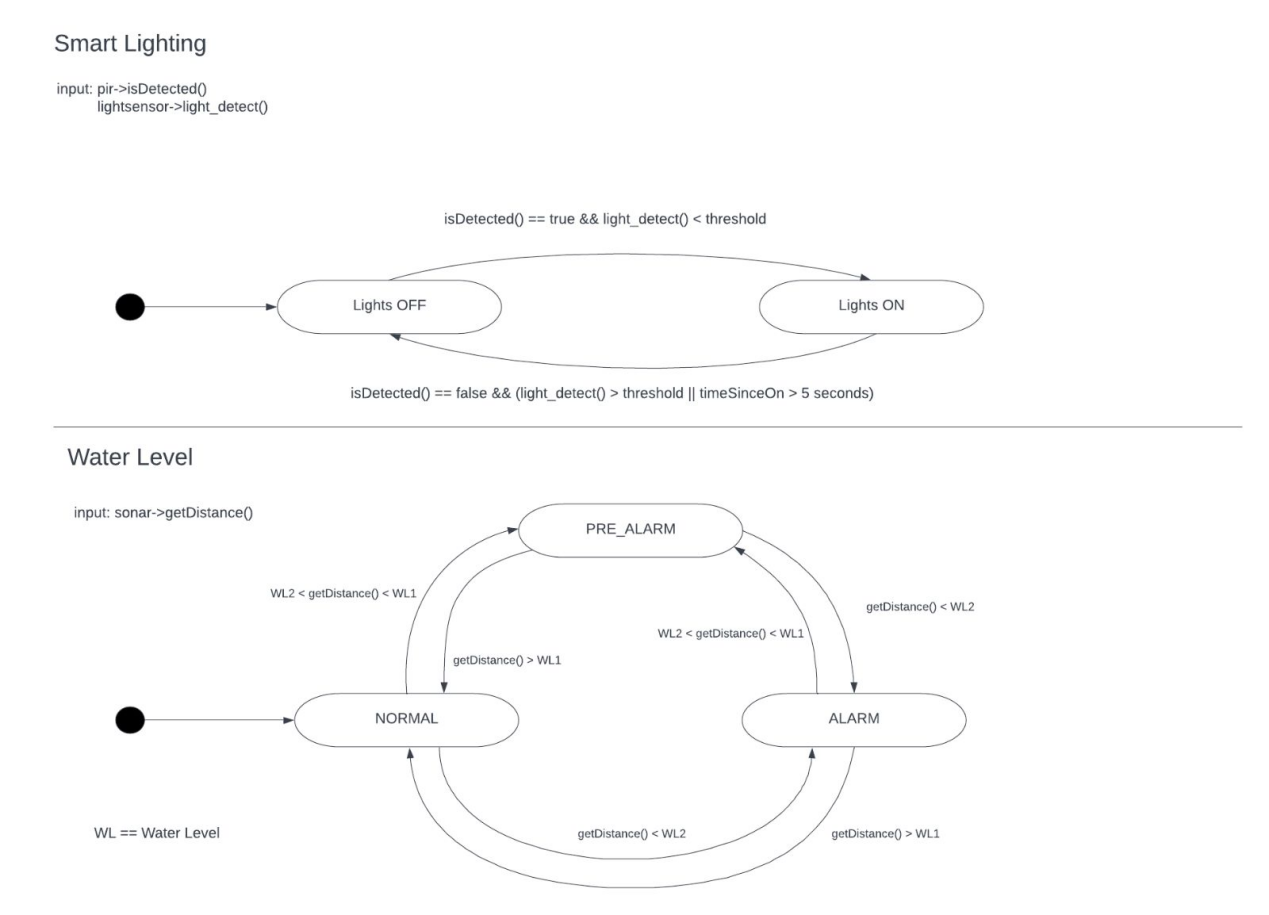 Smart Lighting
input: pir->isDetected()
lightsensor->light_detect()
isDetected() == true && light_detect() < threshold
Lights OFF
Lights ON
isDetected() == false && (light_detect() > threshold || timeSinceOn > 5 seconds)
Water Level
input: sonar->getDistance()
PRE_ALARM
WL2 < getDistance() < WL1
getDistance() < WL2
WL2 < getDistance() < WL1
getDistance() > WL1
NORMAL
ALARM
WL == Water Level
getDistance() < WL2
getDistance() > WL1